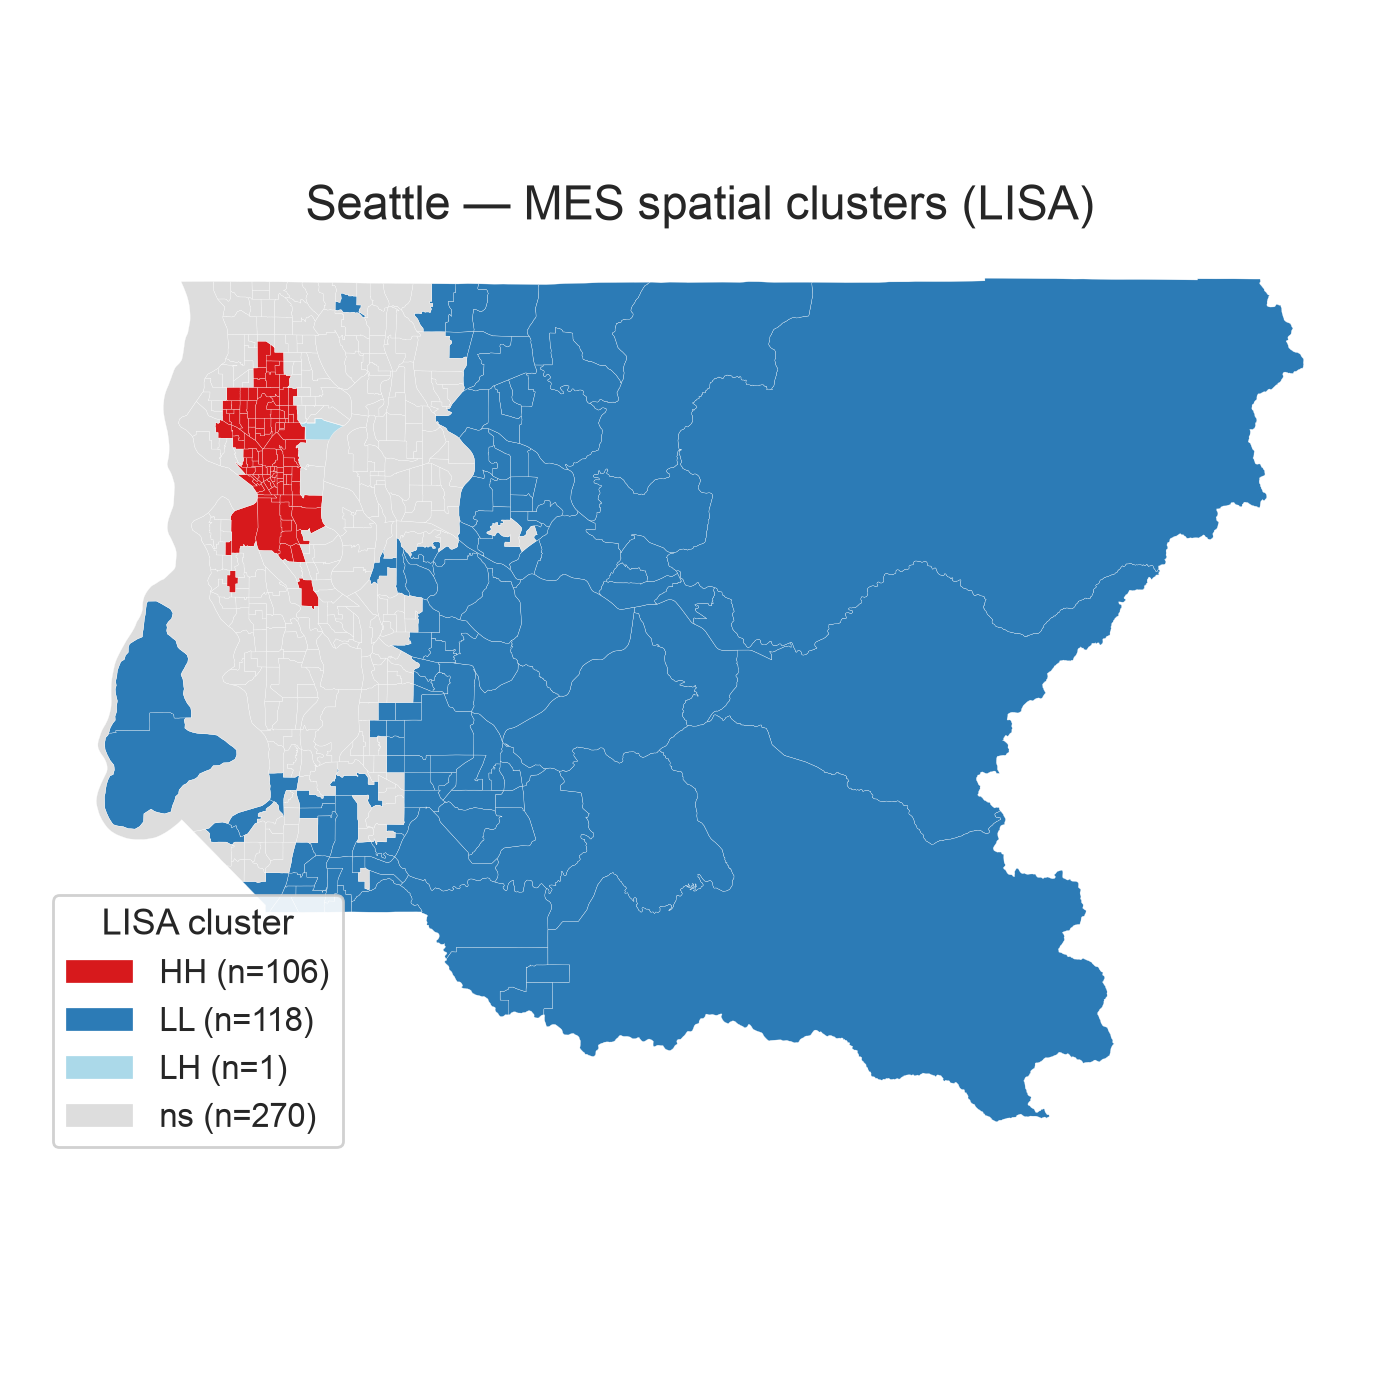 Seattle — MES spatial clusters (LISA)
LISA cluster
HH (n=106)
LL (n=118)
LH (n=1)
ns (n=270)